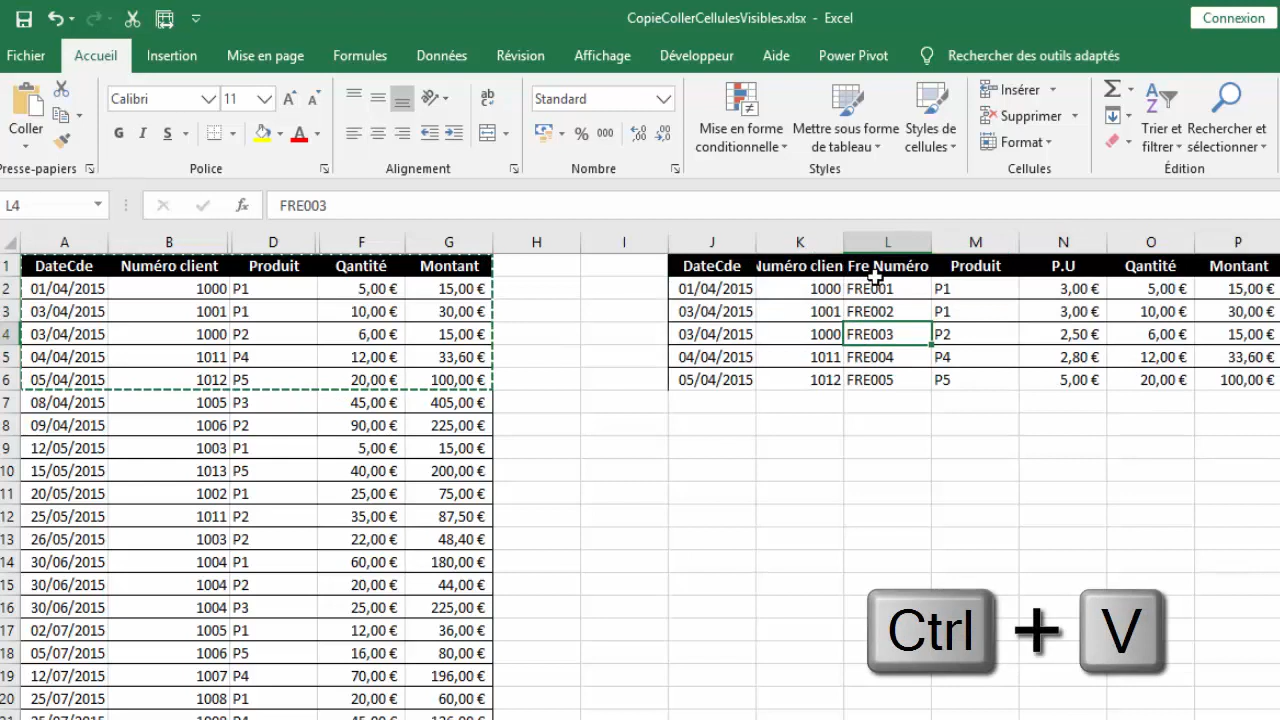 CopieCollerCellulesVisibles.xlsx - Excel
Connexion
Fichier Accueil Insertion Mise en page Formules Données Révision Affichage Développeur Aide Power Pivot Rechercher des outils adaptés
Coller
Calibri 11
G I S
A A
ab
Standard
% 000
Mise en forme conditionnelle
Mettre sous forme de tableau
Styles de cellules
Insérer
Supprimer
Format
Trier et filtrer
Rechercher et sélectionner
Presse-papiers Police Alignement Nombre Styles Cellules Édition
L4 fx FRE003
A B D F G H I J K L M N O P
1 DateCde Numéro client Produit Qantité Montant DateCde Numéro clien Fre Numéro Produit P.U Qantité Montant
2 01/04/2015 1000 P1 5,00 € 15,00 € 01/04/2015 1000 FRE001 P1 3,00 € 5,00 € 15,00 €
3 03/04/2015 1001 P1 10,00 € 30,00 € 03/04/2015 1001 FRE002 P1 3,00 € 10,00 € 30,00 €
4 03/04/2015 1000 P2 6,00 € 15,00 € 03/04/2015 1000 FRE003 P2 2,50 € 6,00 € 15,00 €
5 04/04/2015 1011 P4 12,00 € 33,60 € 04/04/2015 1011 FRE004 P4 2,80 € 12,00 € 33,60 €
6 05/04/2015 1012 P5 20,00 € 100,00 € 05/04/2015 1012 FRE005 P5 5,00 € 20,00 € 100,00 €
7 08/04/2015 1005 P3 45,00 € 405,00 €
8 09/04/2015 1006 P2 90,00 € 225,00 €
9 12/05/2015 1003 P1 5,00 € 15,00 €
10 15/05/2015 1013 P5 40,00 € 200,00 €
11 20/05/2015 1002 P1 25,00 € 75,00 €
12 25/05/2015 1011 P2 35,00 € 87,50 €
13 26/05/2015 1003 P2 22,00 € 48,40 €
14 30/06/2015 1004 P1 60,00 € 180,00 €
15 30/06/2015 1004 P2 20,00 € 44,00 €
16 30/06/2015 1004 P3 25,00 € 225,00 €
17 02/07/2015 1005 P1 12,00 € 36,00 €
18 05/07/2015 1006 P5 16,00 € 80,00 €
19 12/07/2015 1007 P4 70,00 € 196,00 €
20 25/07/2015 1008 P1 20,00 € 60,00 €
Ctrl + V